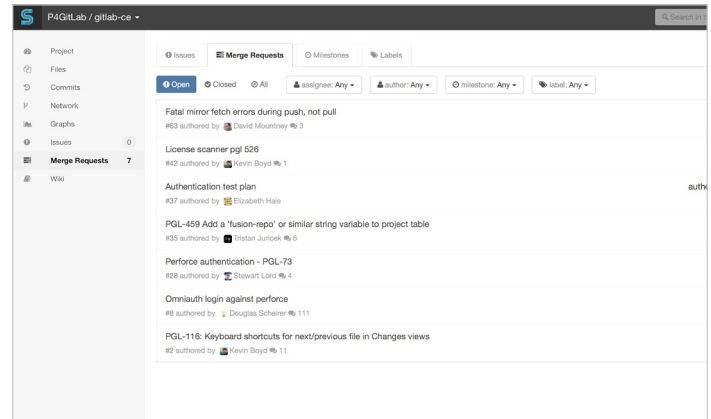 P4GitLab / gitlab-ce
Search in
Project
Files
Commits
Network
Graphs
Issues 0
Merge Requests 7
Wiki
Issues Merge Requests Milestones Labels
Open Closed All assignee: Any author: Any milestone: Any label: Any
Fatal mirror fetch errors during push, not pull
#63 authored by David Mountney 3
License scanner pgl 526
#42 authored by Kevin Boyd 1
Authentication test plan
#37 authored by Elizabeth Hale
PGL-459 Add a 'fusion-repo' or similar string variable to project table
#35 authored by Tristan Juricek 6
Perforce authentication - PGL-73
#28 authored by Stewart Lord 4
Omniauth login against perforce
#8 authored by Douglas Scheirer 111
PGL-116: Keyboard shortcuts for next/previous file in Changes views
#2 authored by Kevin Boyd 11